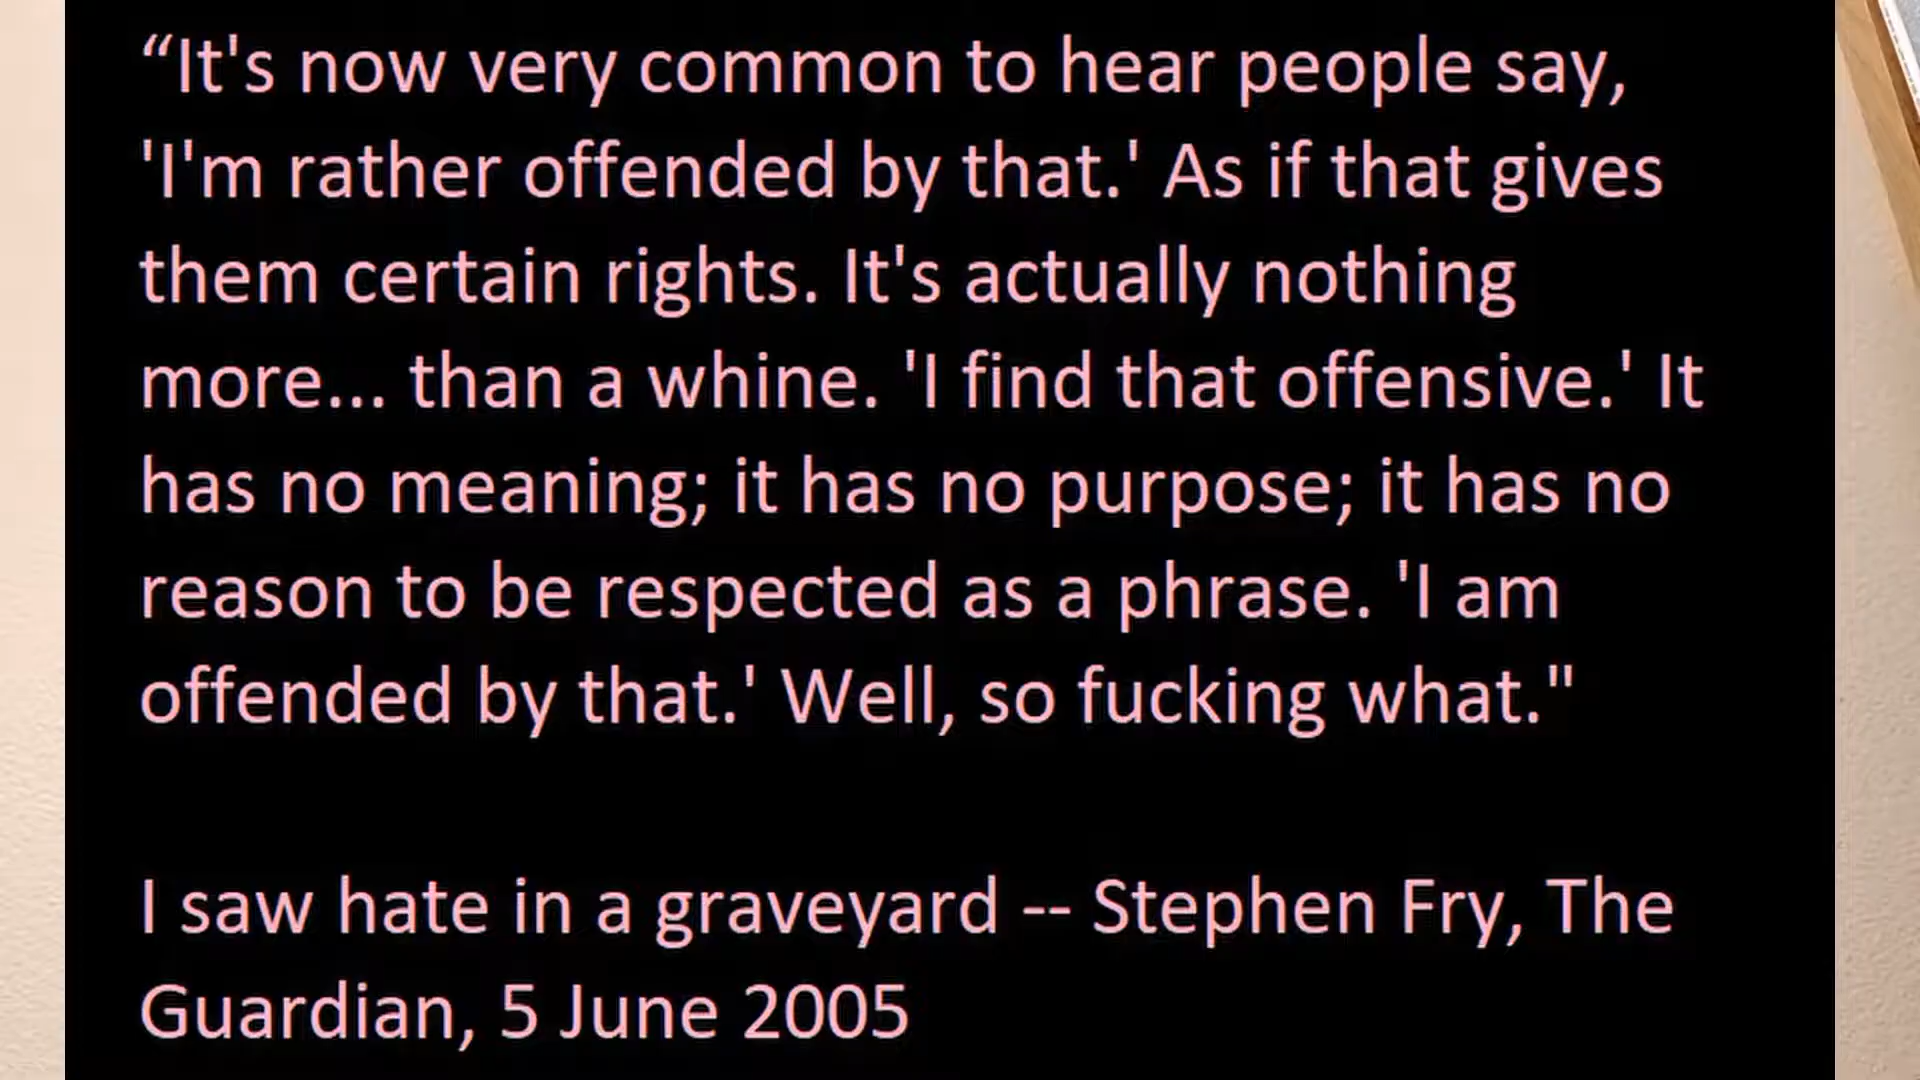 “It's now very common to hear people say,
'I'm rather offended by that.' As if that gives
them certain rights. It's actually nothing
more... than a whine. 'I find that offensive.' It
has no meaning; it has no purpose; it has no
reason to be respected as a phrase. 'I am
offended by that.' Well, so fucking what."
I saw hate in a graveyard -- Stephen Fry, The
Guardian, 5 June 2005